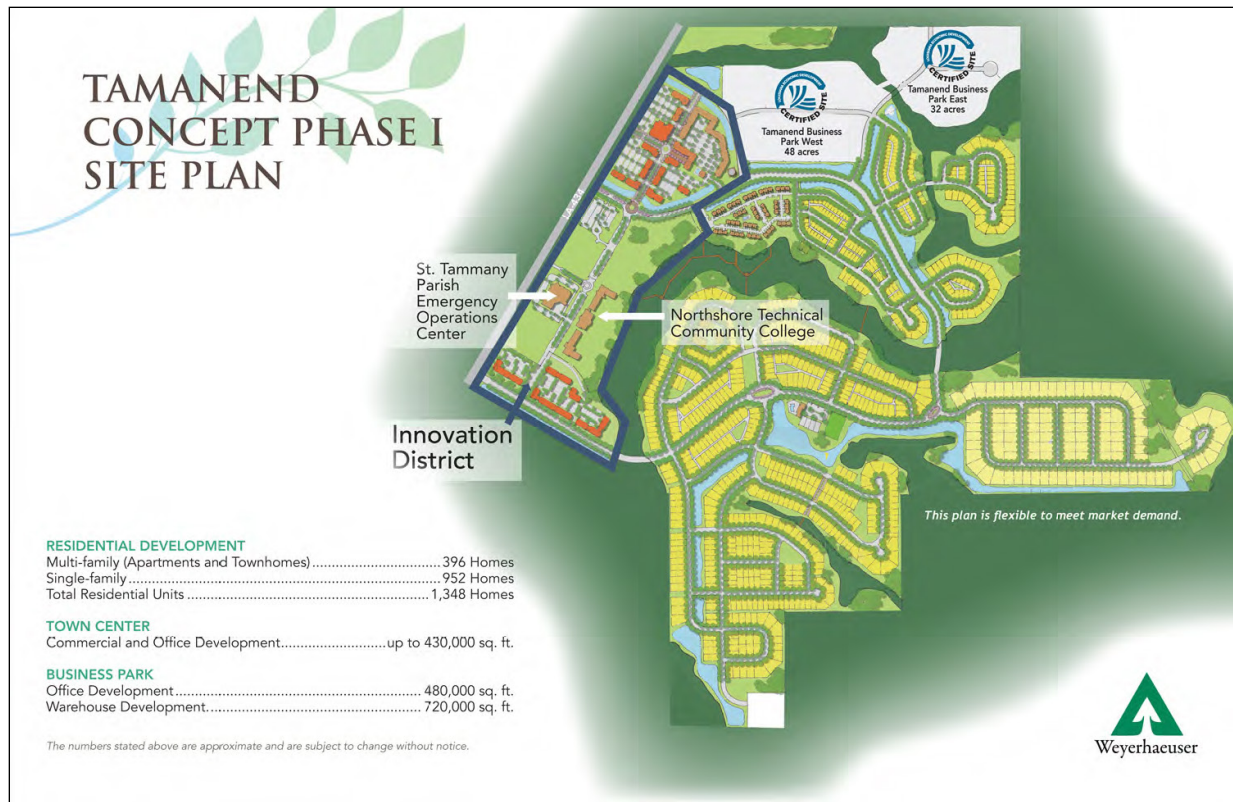 TAMANEND
CONCEPT PHASE I
SITE PLAN
CERTIFIED SITE
Tamanend Business
Park West
48 acres
CERTIFIED SITE
Tamanend Business
Park East
32 acres
St. Tammany
Parish
Emergency
Operations
Center
Northshore Technical
Community College
Innovation
District
This plan is flexible to meet market demand.
RESIDENTIAL DEVELOPMENT
Multi-family (Apartments and Townhomes).................................396 Homes
Single-family.................................................................................952 Homes
Total Residential Units..............................................................1,348 Homes
TOWN CENTER
Commercial and Office Development...........................up to 430,000 sq. ft.
BUSINESS PARK
Office Development................................................................480,000 sq. ft.
Warehouse Development........................................................720,000 sq. ft.
The numbers stated above are approximate and are subject to change without notice.
Weyerhaeuser